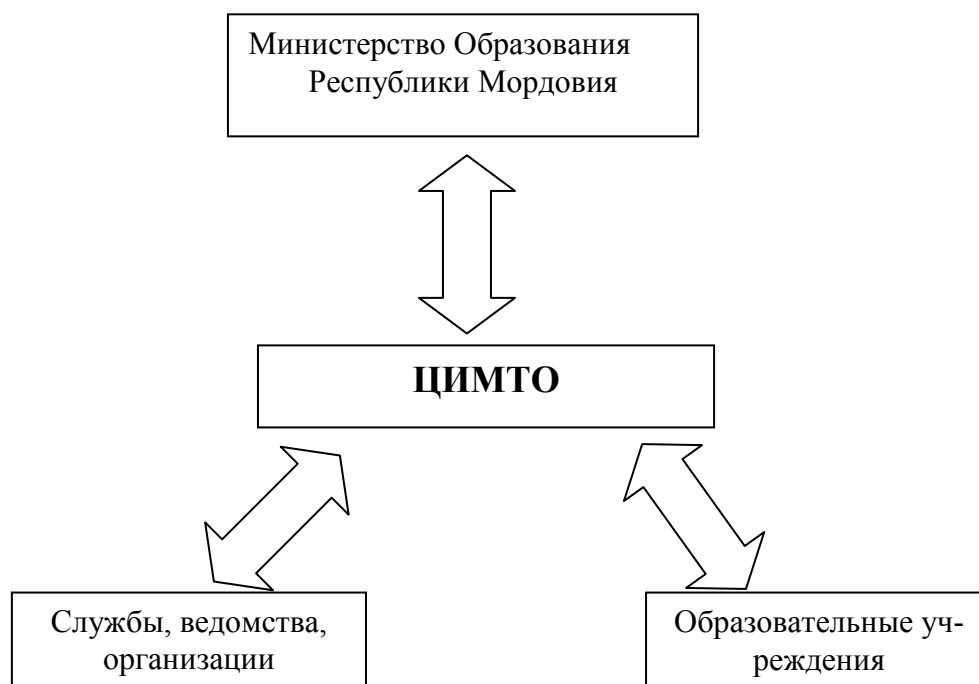 Министерство Образования
Республики Мордовия
ЦИМТО
Службы, ведомства,
организации
Образовательные уч-
реждения